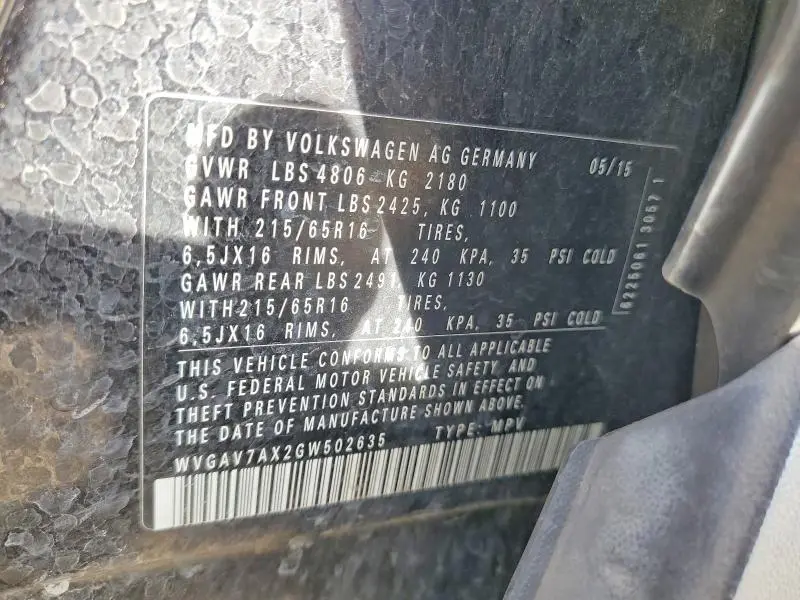 MFD BY VOLKSWAGEN AG GERMANY 05/15
GVWR LBS 4806 KG 2180
GAWR FRONT LBS 2425, KG 1100
WITH 215/65R16 TIRES,
6,5JX16 RIMS, AT 240 KPA, 35 PSI COLD
GAWR REAR LBS 2491, KG 1130
WITH 215/65R16 TIRES,
6,5JX16 RIMS, AT 240 KPA, 35 PSI COLD
THIS VEHICLE CONFORMS TO ALL APPLICABLE
U.S. FEDERAL MOTOR VEHICLE SAFETY AND
THEFT PREVENTION STANDARDS IN EFFECT ON
THE DATE OF MANUFACTURE SHOWN ABOVE.
WVGAV7AX2GW502635 TYPE: MPV